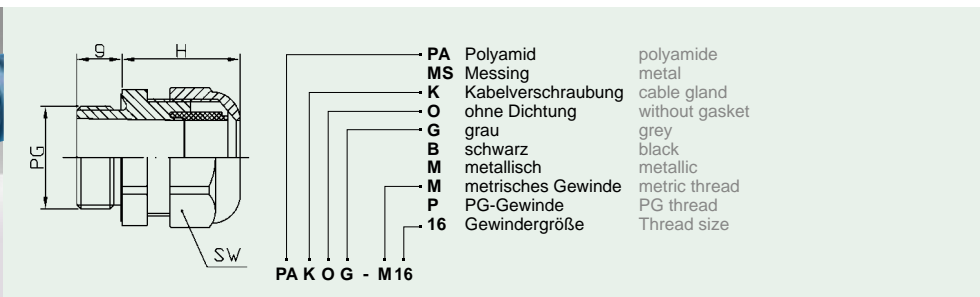 9 H
PG
SW
PA Polyamid polyamide
MS Messing metal
K Kabelverschraubung cable gland
O ohne Dichtung without gasket
G grau grey
B schwarz black
M metallisch metallic
M metrisches Gewinde metric thread
P PG-Gewinde PG thread
16 Gewindergröße Thread size
PA K O G - M16